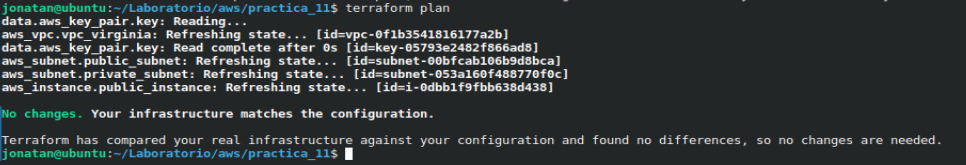 jonatan@ubuntu:~/Laboratorio/aws/practica_11$ terraform plan
data.aws_key_pair.key: Reading...
aws_vpc.vpc_virginia: Refreshing state... [id=vpc-0f1b3541816177a2b]
data.aws_key_pair.key: Read complete after 0s [id=key-05793e2482f866ad8]
aws_subnet.public_subnet: Refreshing state... [id=subnet-00bfcab106b9d8bca]
aws_subnet.private_subnet: Refreshing state... [id=subnet-053a160f488770f0c]
aws_instance.public_instance: Refreshing state... [id=i-0dbb1f9fbb638d438]
No changes. Your infrastructure matches the configuration.
Terraform has compared your real infrastructure against your configuration and found no differences, so no changes are needed.
jonatan@ubuntu:~/Laboratorio/aws/practica_11$